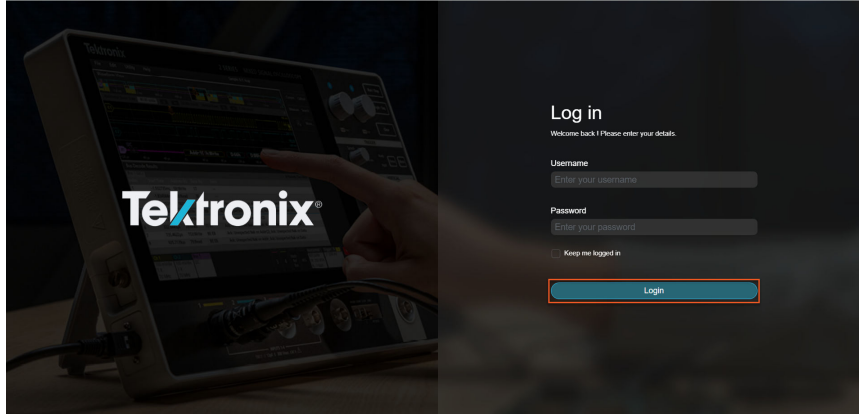 Tektronix
Tektronix®
Log in
Welcome back ! Please enter your details.
Username
Enter your username
Password
Enter your password
Keep me logged in
Login